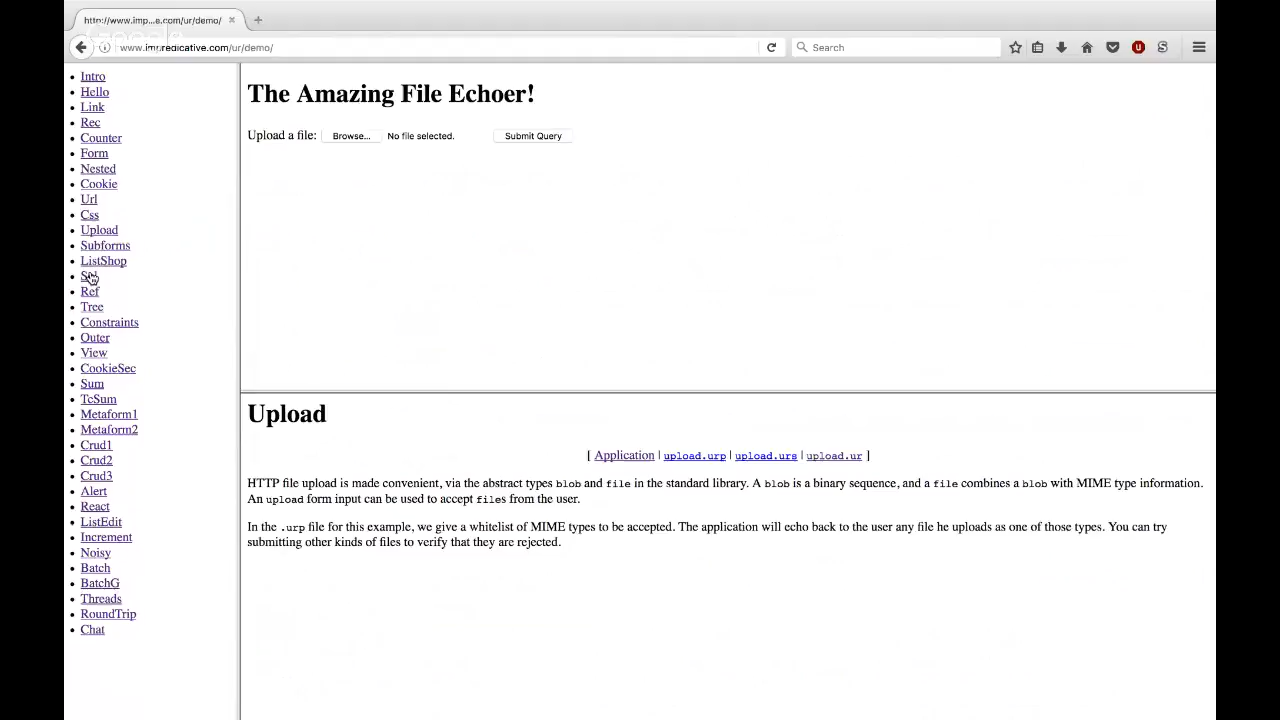 http://www.imp...e.com/ur/demo/
www.impredicative.com/ur/demo/
Search
Intro
Hello
Link
Rec
Counter
Form
Nested
Cookie
Url
Css
Upload
Subforms
ListShop
Ref
Tree
Constraints
Outer
View
CookieSec
Sum
TcSum
Metaform1
Metaform2
Crud1
Crud2
Crud3
Alert
React
ListEdit
Increment
Noisy
Batch
BatchG
Threads
RoundTrip
Chat
The Amazing File Echoer!
Upload a file: Browse... No file selected. Submit Query
Upload
[ Application | upload.urp | upload.urs | upload.ur ]
HTTP file upload is made convenient, via the abstract types blob and file in the standard library. A blob is a binary sequence, and a file combines a blob with MIME type information.
An upload form input can be used to accept files from the user.
In the .urp file for this example, we give a whitelist of MIME types to be accepted. The application will echo back to the user any file he uploads as one of those types. You can try
submitting other kinds of files to verify that they are rejected.